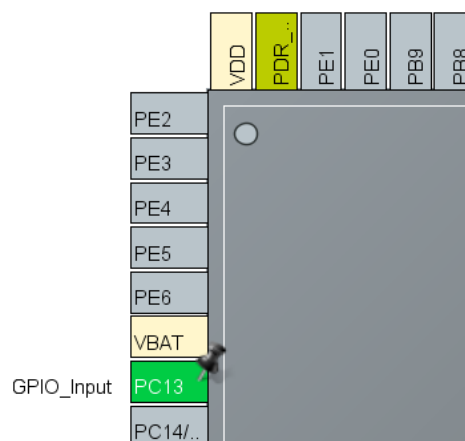 VDD
PDR_..
PE1
PE0
PB9
PB8
PE2
PE3
PE4
PE5
PE6
VBAT
GPIO_Input PC13
PC14/..